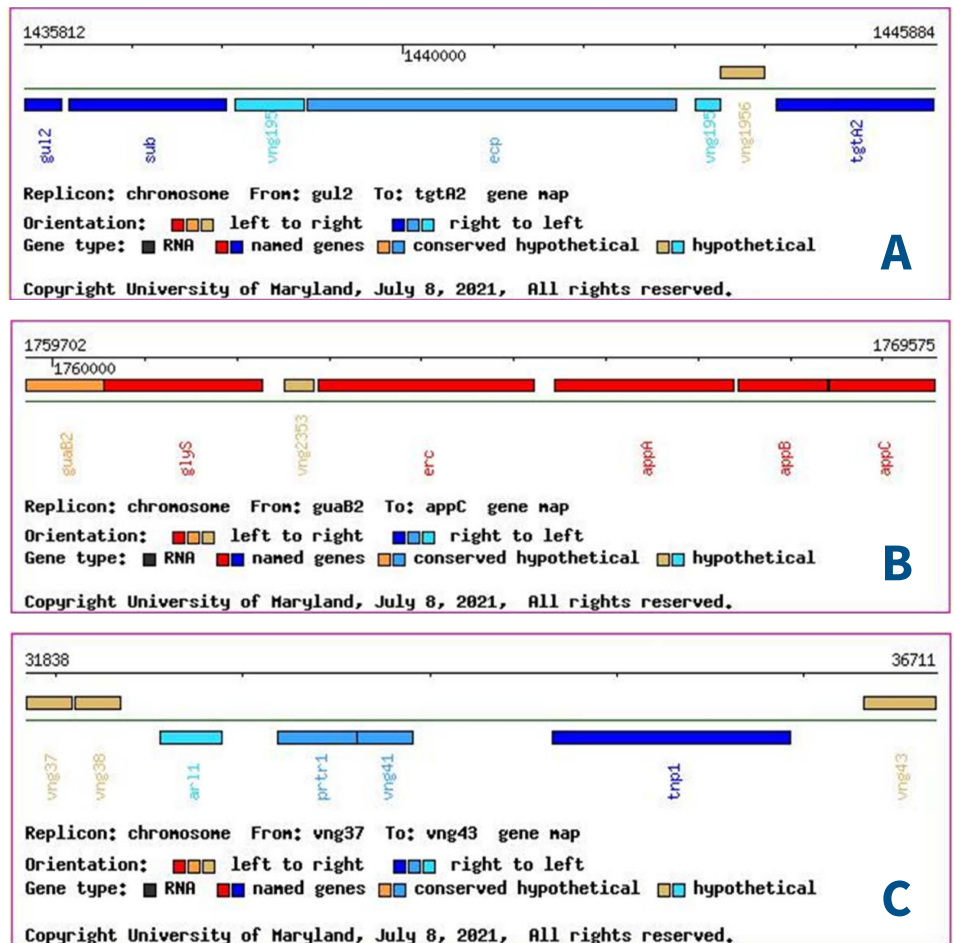 1435812 1445884
1440000
gul2 sub vng195 ecp vng195 vng1956 tgtA2
Replicon: chromosome From: gul2 To: tgtA2 gene map
Orientation: left to right right to left
Gene type: RNA named genes conserved hypothetical hypothetical
A
Copyright University of Maryland, July 8, 2021, All rights reserved.
1759702 1769575
1760000
guaB2 glyS vng2353 erc appA appB appC
Replicon: chromosome From: guaB2 To: appC gene map
Orientation: left to right right to left
Gene type: RNA named genes conserved hypothetical hypothetical
B
Copyright University of Maryland, July 8, 2021, All rights reserved.
31838 36711
vng37 vng38 arl1 prtr1 vng41 tnp1 vng43
Replicon: chromosome From: vng37 To: vng43 gene map
Orientation: left to right right to left
Gene type: RNA named genes conserved hypothetical hypothetical
C
Copyright University of Maryland, July 8, 2021, All rights reserved.